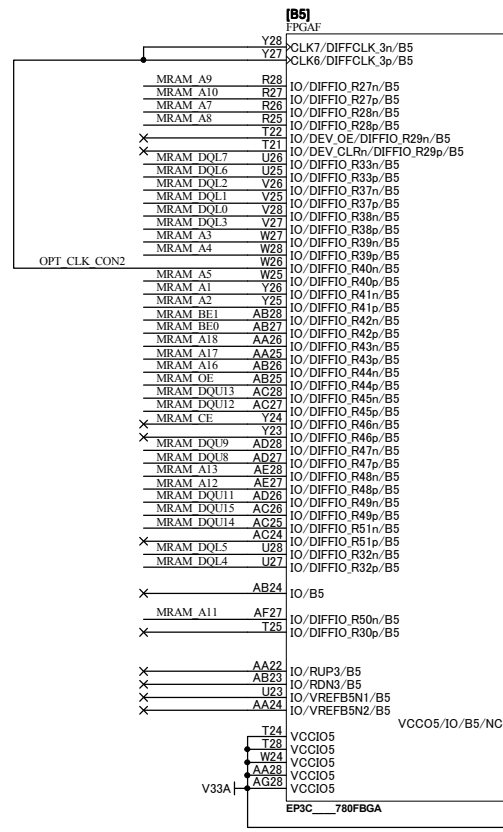 [B5]
FPGAF
Y28 CLK7/DIFFCLK_3n/B5
Y27 CLK6/DIFFCLK_3p/B5
MRAM_A9 R28 IO/DIFFIO_R27n/B5
MRAM_A10 R27 IO/DIFFIO_R27p/B5
MRAM_A7 R26 IO/DIFFIO_R28n/B5
MRAM_A8 R25 IO/DIFFIO_R28p/B5
T22 IO/DEV_OE/DIFFIO_R29n/B5
T21 IO/DEV_CLRn/DIFFIO_R29p/B5
MRAM_DQL7 U26 IO/DIFFIO_R33n/B5
MRAM_DQL6 U25 IO/DIFFIO_R33p/B5
MRAM_DQL2 V26 IO/DIFFIO_R37n/B5
MRAM_DQL1 V25 IO/DIFFIO_R37p/B5
MRAM_DQL0 V28 IO/DIFFIO_R38n/B5
MRAM_DQL3 V27 IO/DIFFIO_R38p/B5
MRAM_A3 W27 IO/DIFFIO_R39n/B5
MRAM_A4 W28 IO/DIFFIO_R39p/B5
OPT_CLK_CON2 W26 IO/DIFFIO_R40n/B5
MRAM_A5 W25 IO/DIFFIO_R40p/B5
MRAM_A1 Y26 IO/DIFFIO_R41n/B5
MRAM_A2 Y25 IO/DIFFIO_R41p/B5
MRAM_BE1 AB28 IO/DIFFIO_R42n/B5
MRAM_BE0 AB27 IO/DIFFIO_R42p/B5
MRAM_A18 AA26 IO/DIFFIO_R43n/B5
MRAM_A17 AA25 IO/DIFFIO_R43p/B5
MRAM_A16 AB26 IO/DIFFIO_R44n/B5
MRAM_OE AB25 IO/DIFFIO_R44p/B5
MRAM_DQU13 AC28 IO/DIFFIO_R45n/B5
MRAM_DQU12 AC27 IO/DIFFIO_R45p/B5
MRAM_CE Y24 IO/DIFFIO_R46n/B5
Y23 IO/DIFFIO_R46p/B5
MRAM_DQU9 AD28 IO/DIFFIO_R47n/B5
MRAM_DQU8 AD27 IO/DIFFIO_R47p/B5
MRAM_A13 AE28 IO/DIFFIO_R48n/B5
MRAM_A12 AE27 IO/DIFFIO_R48p/B5
MRAM_DQU11 AD26 IO/DIFFIO_R49n/B5
MRAM_DQU15 AC26 IO/DIFFIO_R49p/B5
MRAM_DQU14 AC25 IO/DIFFIO_R51n/B5
AC24 IO/DIFFIO_R51p/B5
MRAM_DQL5 U28 IO/DIFFIO_R32n/B5
MRAM_DQL4 U27 IO/DIFFIO_R32p/B5
AB24 IO/B5
MRAM_A11 AF27 IO/DIFFIO_R50n/B5
T25 IO/DIFFIO_R30p/B5
AA22 IO/RUP3/B5
AB23 IO/RDN3/B5
U23 IO/VREFB5N1/B5
AA24 IO/VREFB5N2/B5
VCCO5/IO/B5/NC
T24 VCCIO5
T28 VCCIO5
W24 VCCIO5
AA28 VCCIO5
V33A AG28 VCCIO5
EP3C____780FBGA